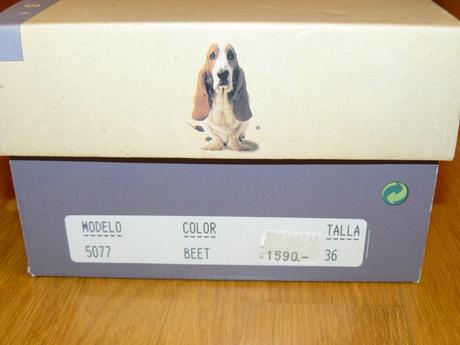 S
MODELO COLOR TALLA
5077 BEET 1590.- 36